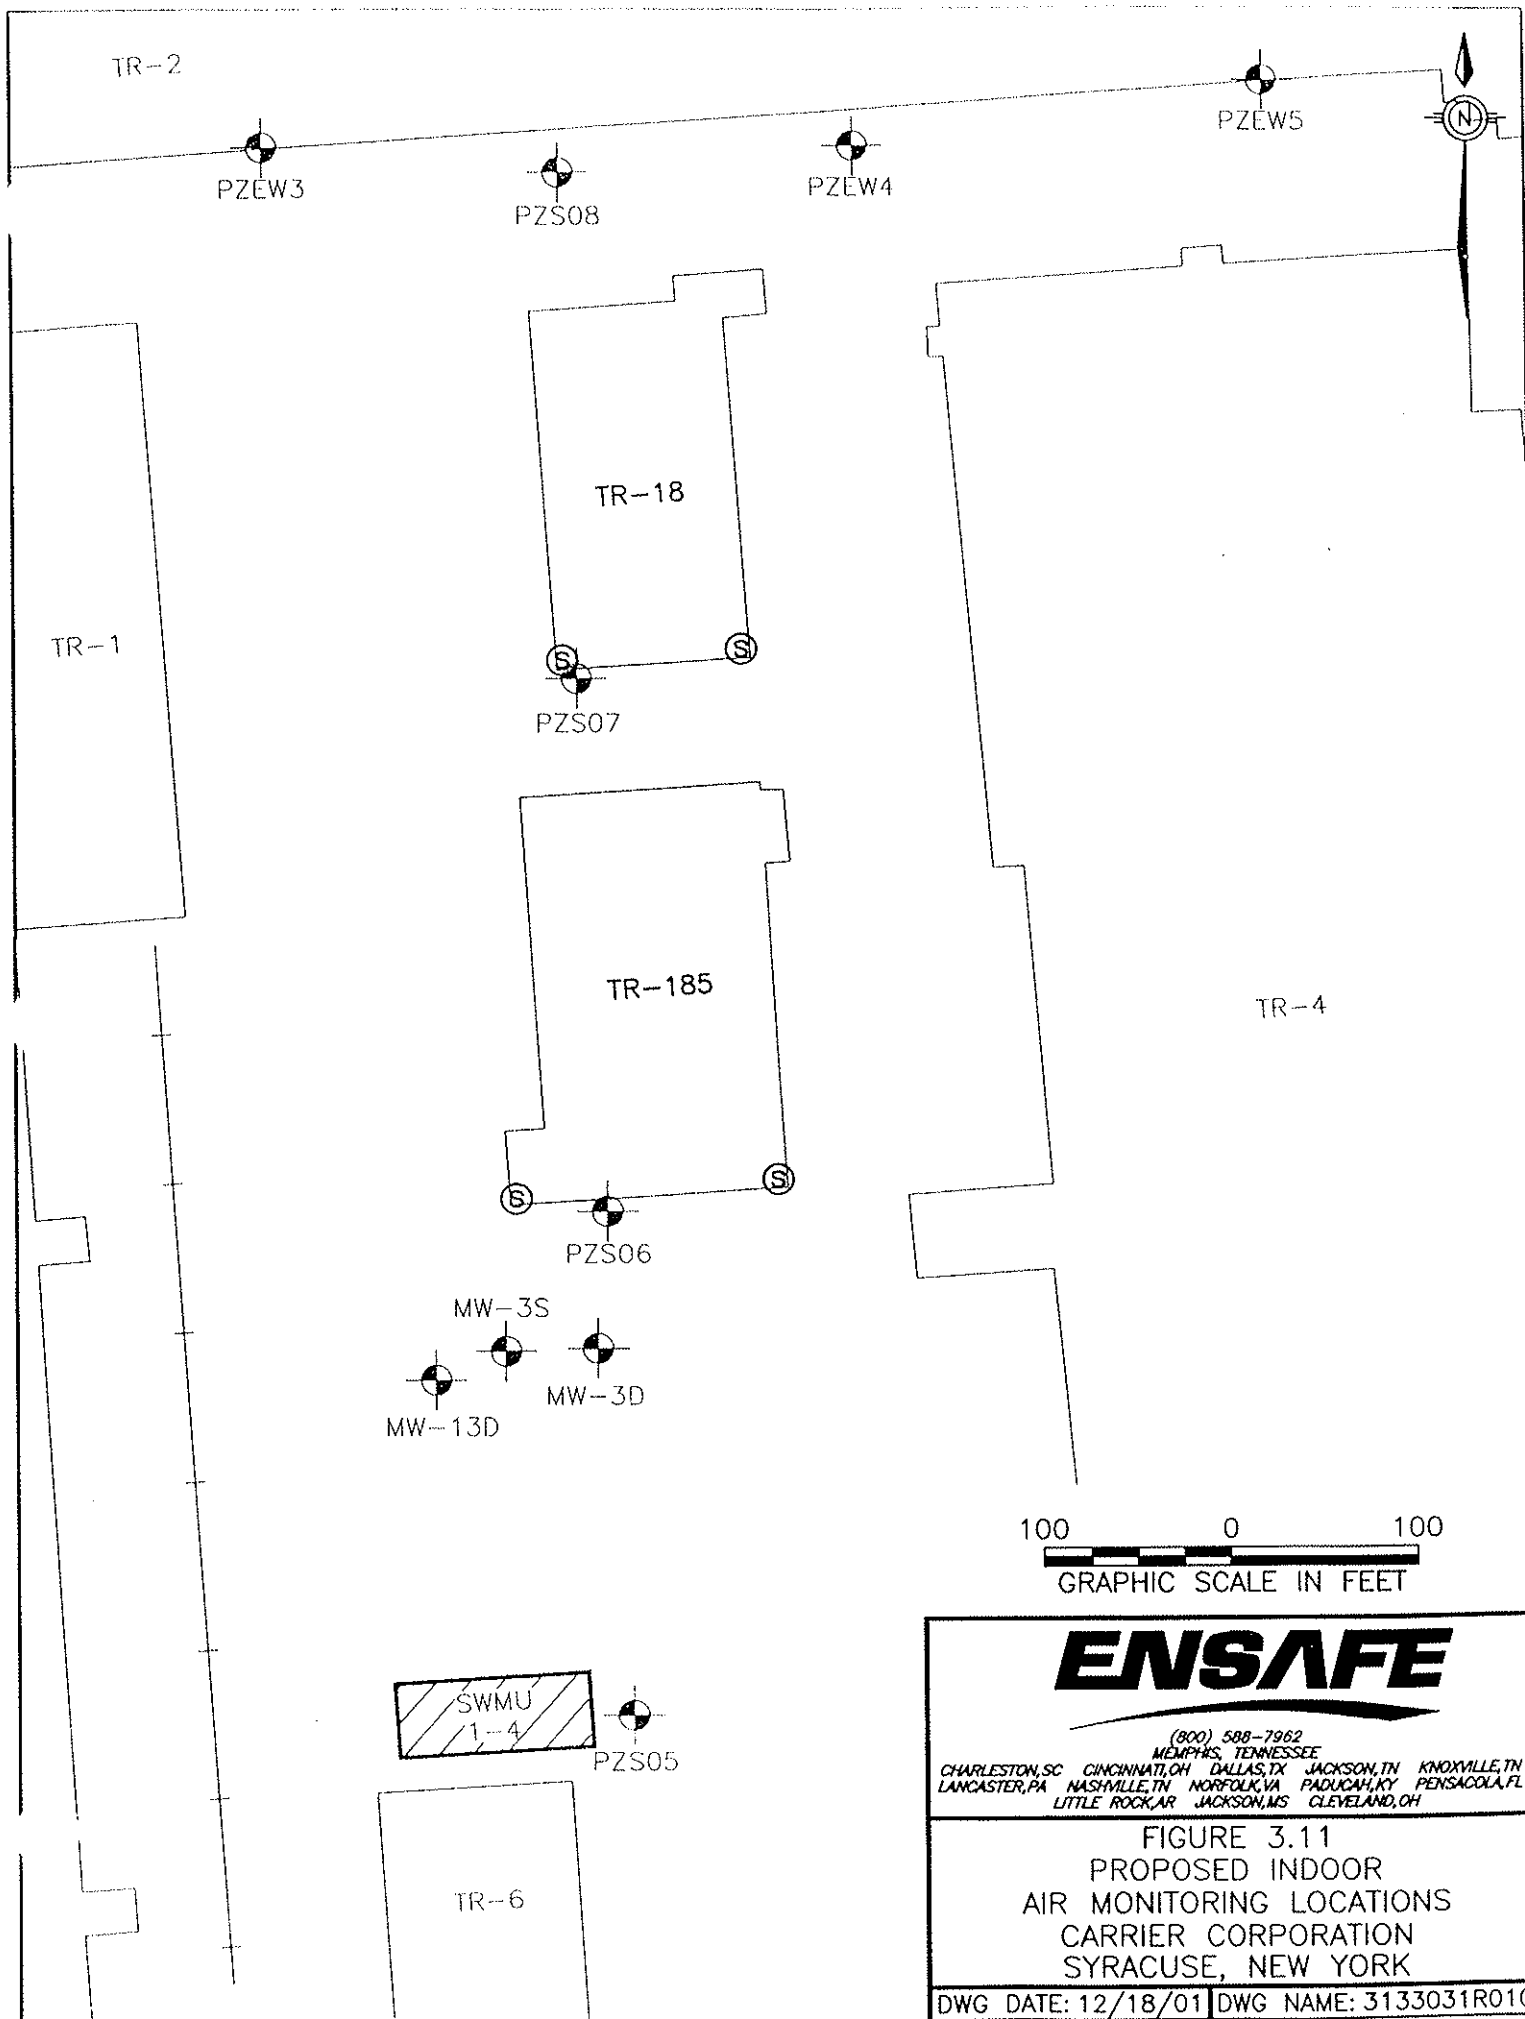 TR-2
PZEW5
N
PZEW3
PZS08
PZEW4
TR-18
TR-1
S
S
PZS07
TR-185
TR-4
S
S
PZS06
MW-3S
MW-3D
MW-13D
100 0 100
GRAPHIC SCALE IN FEET
SWMU
1-4
PZS05
TR-6
ENSAFE
(800) 588-7962
MEMPHIS, TENNESSEE
CHARLESTON,SC CINCINNATI,OH DALLAS,TX JACKSON,TN KNOXVILLE,TN
LANCASTER,PA NASHVILLE,TN NORFOLK,VA PADUCAH,KY PENSACOLA,FL
LITTLE ROCK,AR JACKSON,MS CLEVELAND,OH
FIGURE 3.11
PROPOSED INDOOR
AIR MONITORING LOCATIONS
CARRIER CORPORATION
SYRACUSE, NEW YORK
DWG DATE: 12/18/01 DWG NAME: 3133031R010